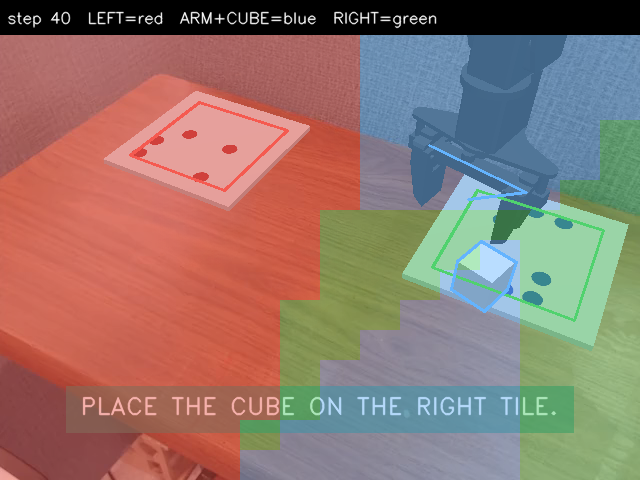 step 40 LEFT=red ARM+CUBE=blue RIGHT=green
PLACE THE CUBE ON THE RIGHT TILE.